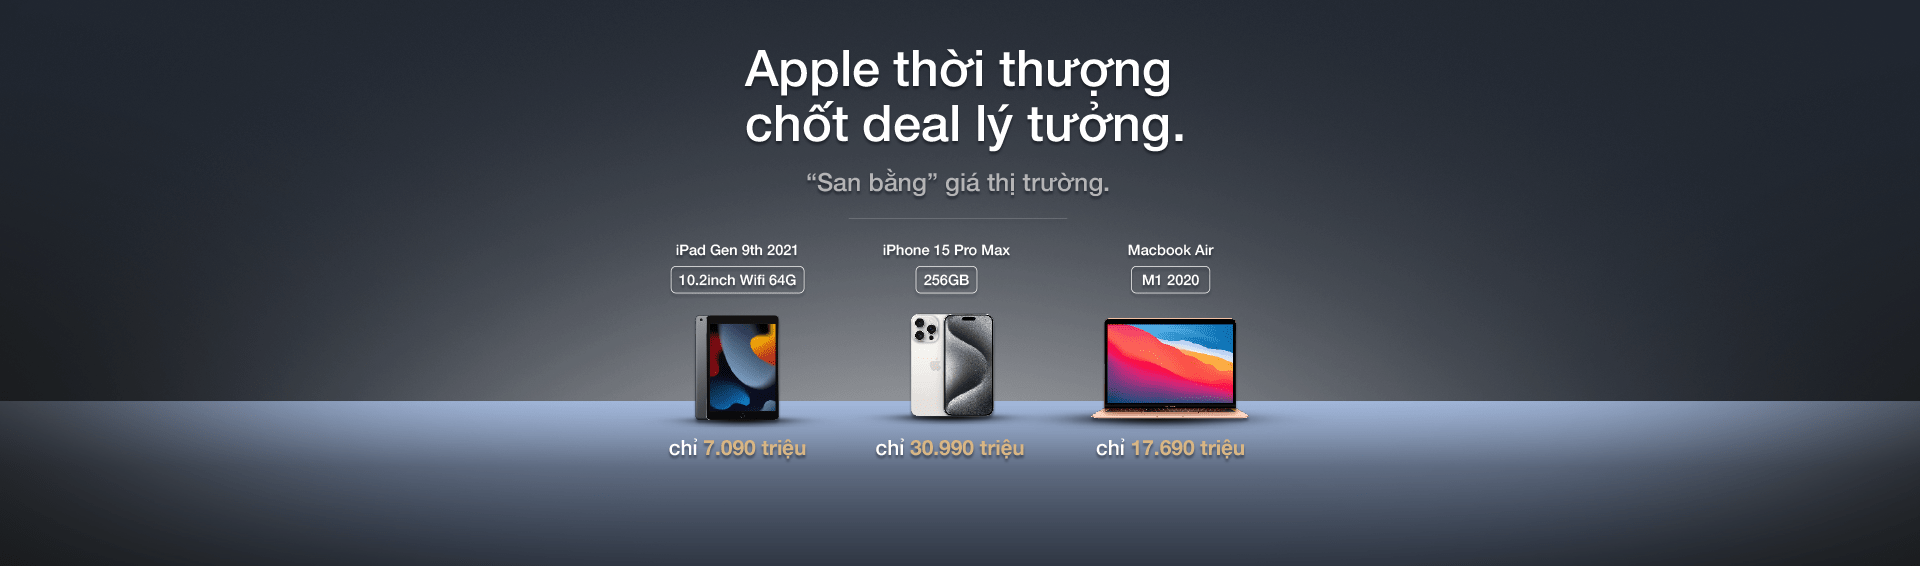 Apple thời thượng
chốt deal lý tưởng.
“San bằng” giá thị trường.
iPad Gen 9th 2021
10.2inch Wifi 64G
chỉ 7.090 triệu
iPhone 15 Pro Max
256GB
chỉ 30.990 triệu
Macbook Air
M1 2020
chỉ 17.690 triệu